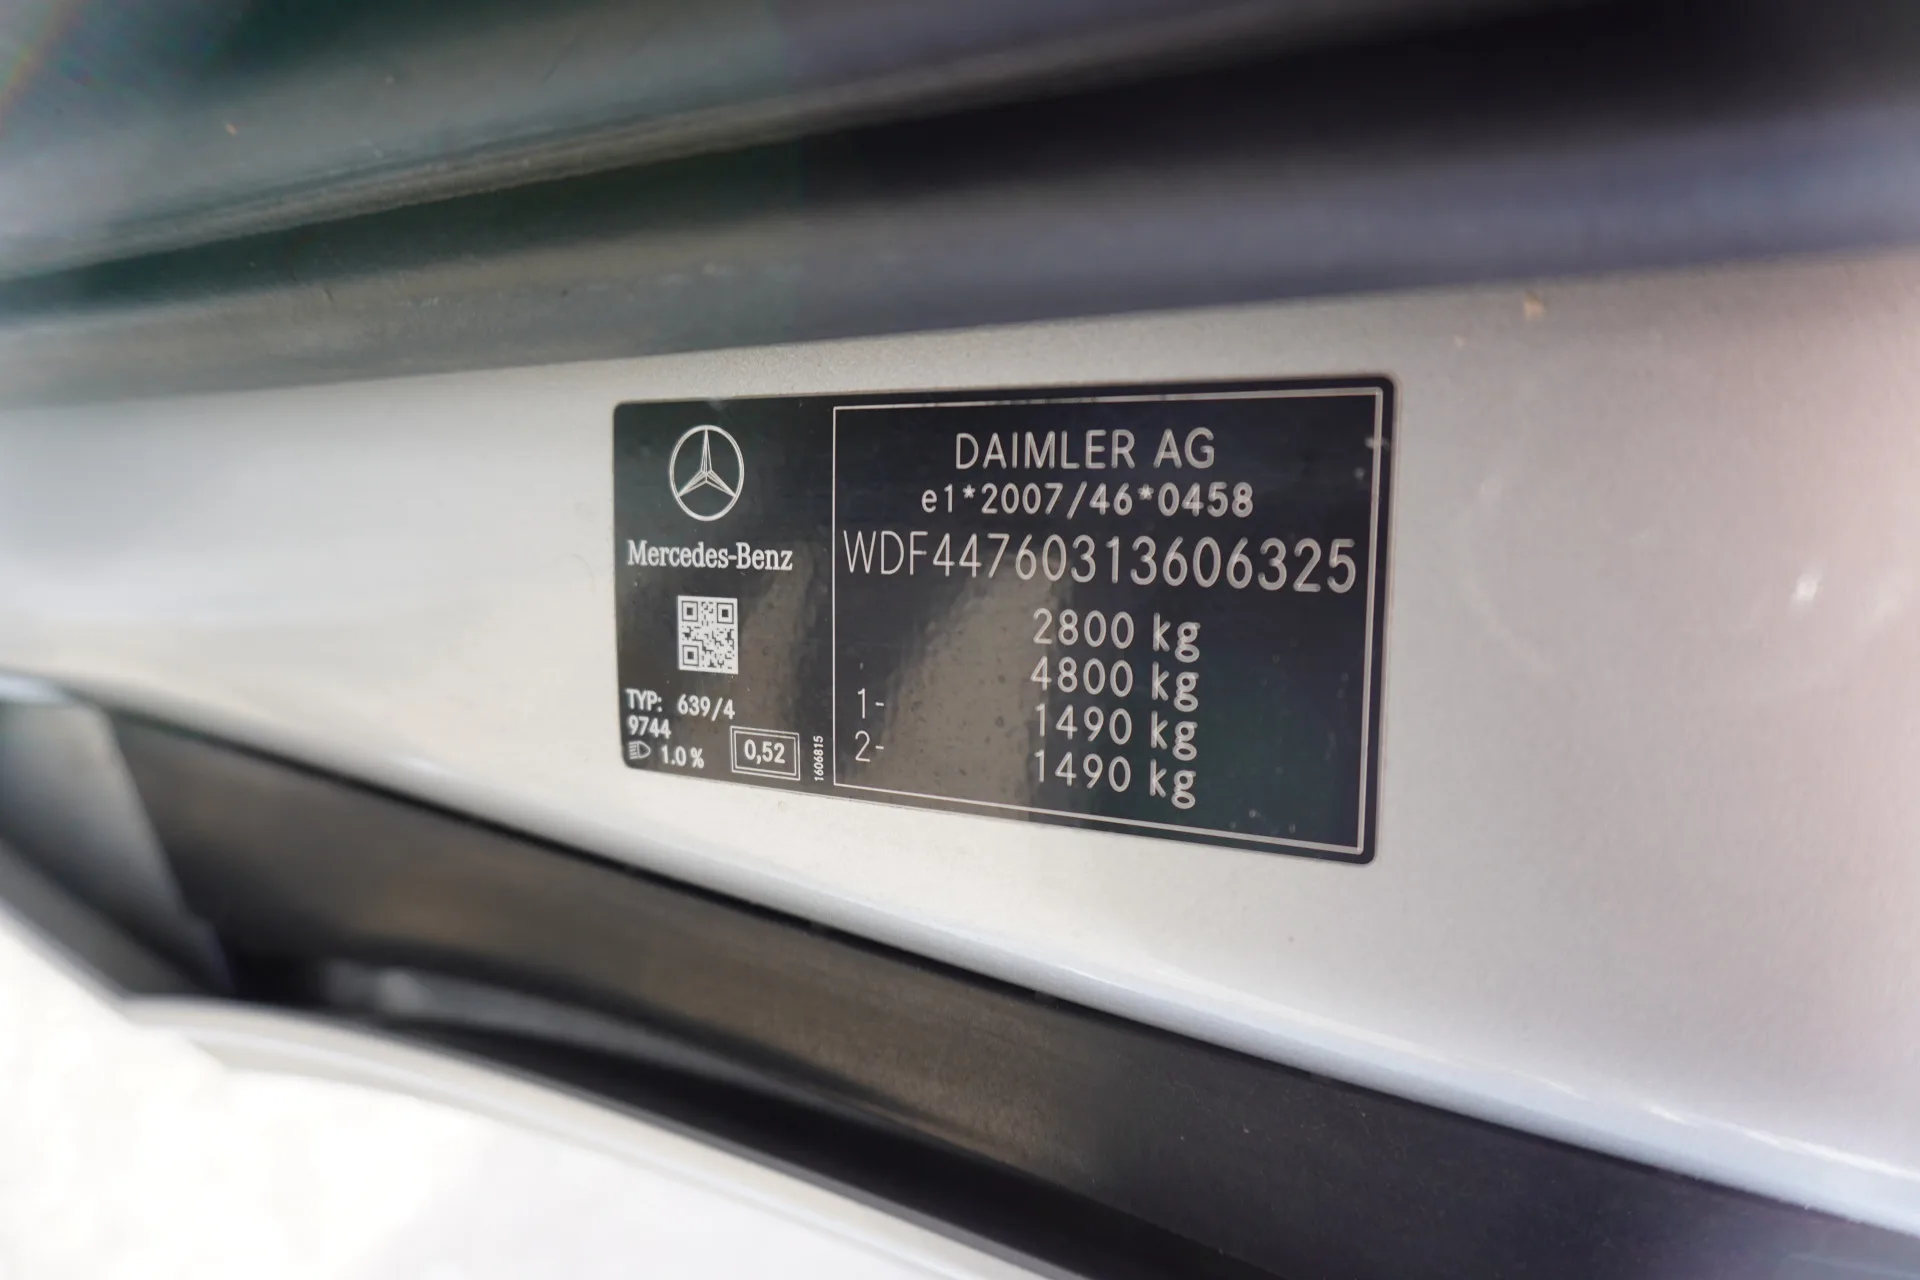 Mercedes-Benz
TYP: 639/4
9744
1.0 %
0,52
1606815
DAIMLER AG
e1*2007/46*0458
WDF44760313606325
2800 kg
4800 kg
1- 1490 kg
2- 1490 kg